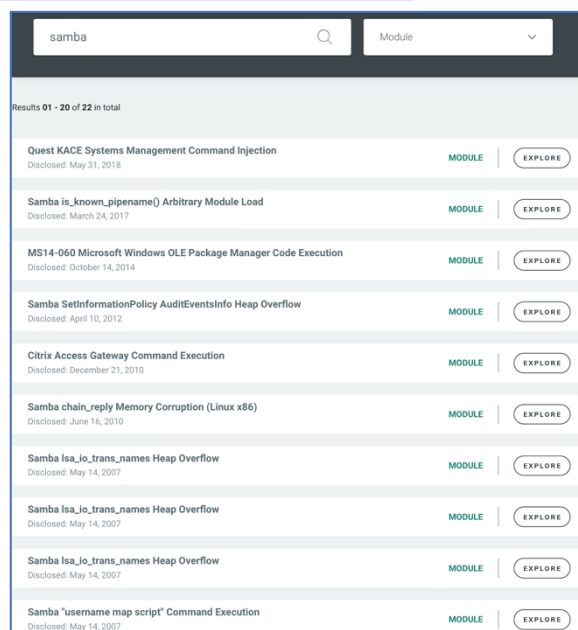 samba
Module
Results 01 - 20 of 22 in total
Quest KACE Systems Management Command Injection
Disclosed: May 31, 2018
MODULE
EXPLORE
Samba is_known_pipename() Arbitrary Module Load
Disclosed: March 24, 2017
MODULE
EXPLORE
MS14-060 Microsoft Windows OLE Package Manager Code Execution
Disclosed: October 14, 2014
MODULE
EXPLORE
Samba SetInformationPolicy AuditEventsInfo Heap Overflow
Disclosed: April 10, 2012
MODULE
EXPLORE
Citrix Access Gateway Command Execution
Disclosed: December 21, 2010
MODULE
EXPLORE
Samba chain_reply Memory Corruption (Linux x86)
Disclosed: June 16, 2010
MODULE
EXPLORE
Samba lsa_io_trans_names Heap Overflow
Disclosed: May 14, 2007
MODULE
EXPLORE
Samba lsa_io_trans_names Heap Overflow
Disclosed: May 14, 2007
MODULE
EXPLORE
Samba lsa_io_trans_names Heap Overflow
Disclosed: May 14, 2007
MODULE
EXPLORE
Samba "username map script" Command Execution
Disclosed: May 14, 2007
MODULE
EXPLORE